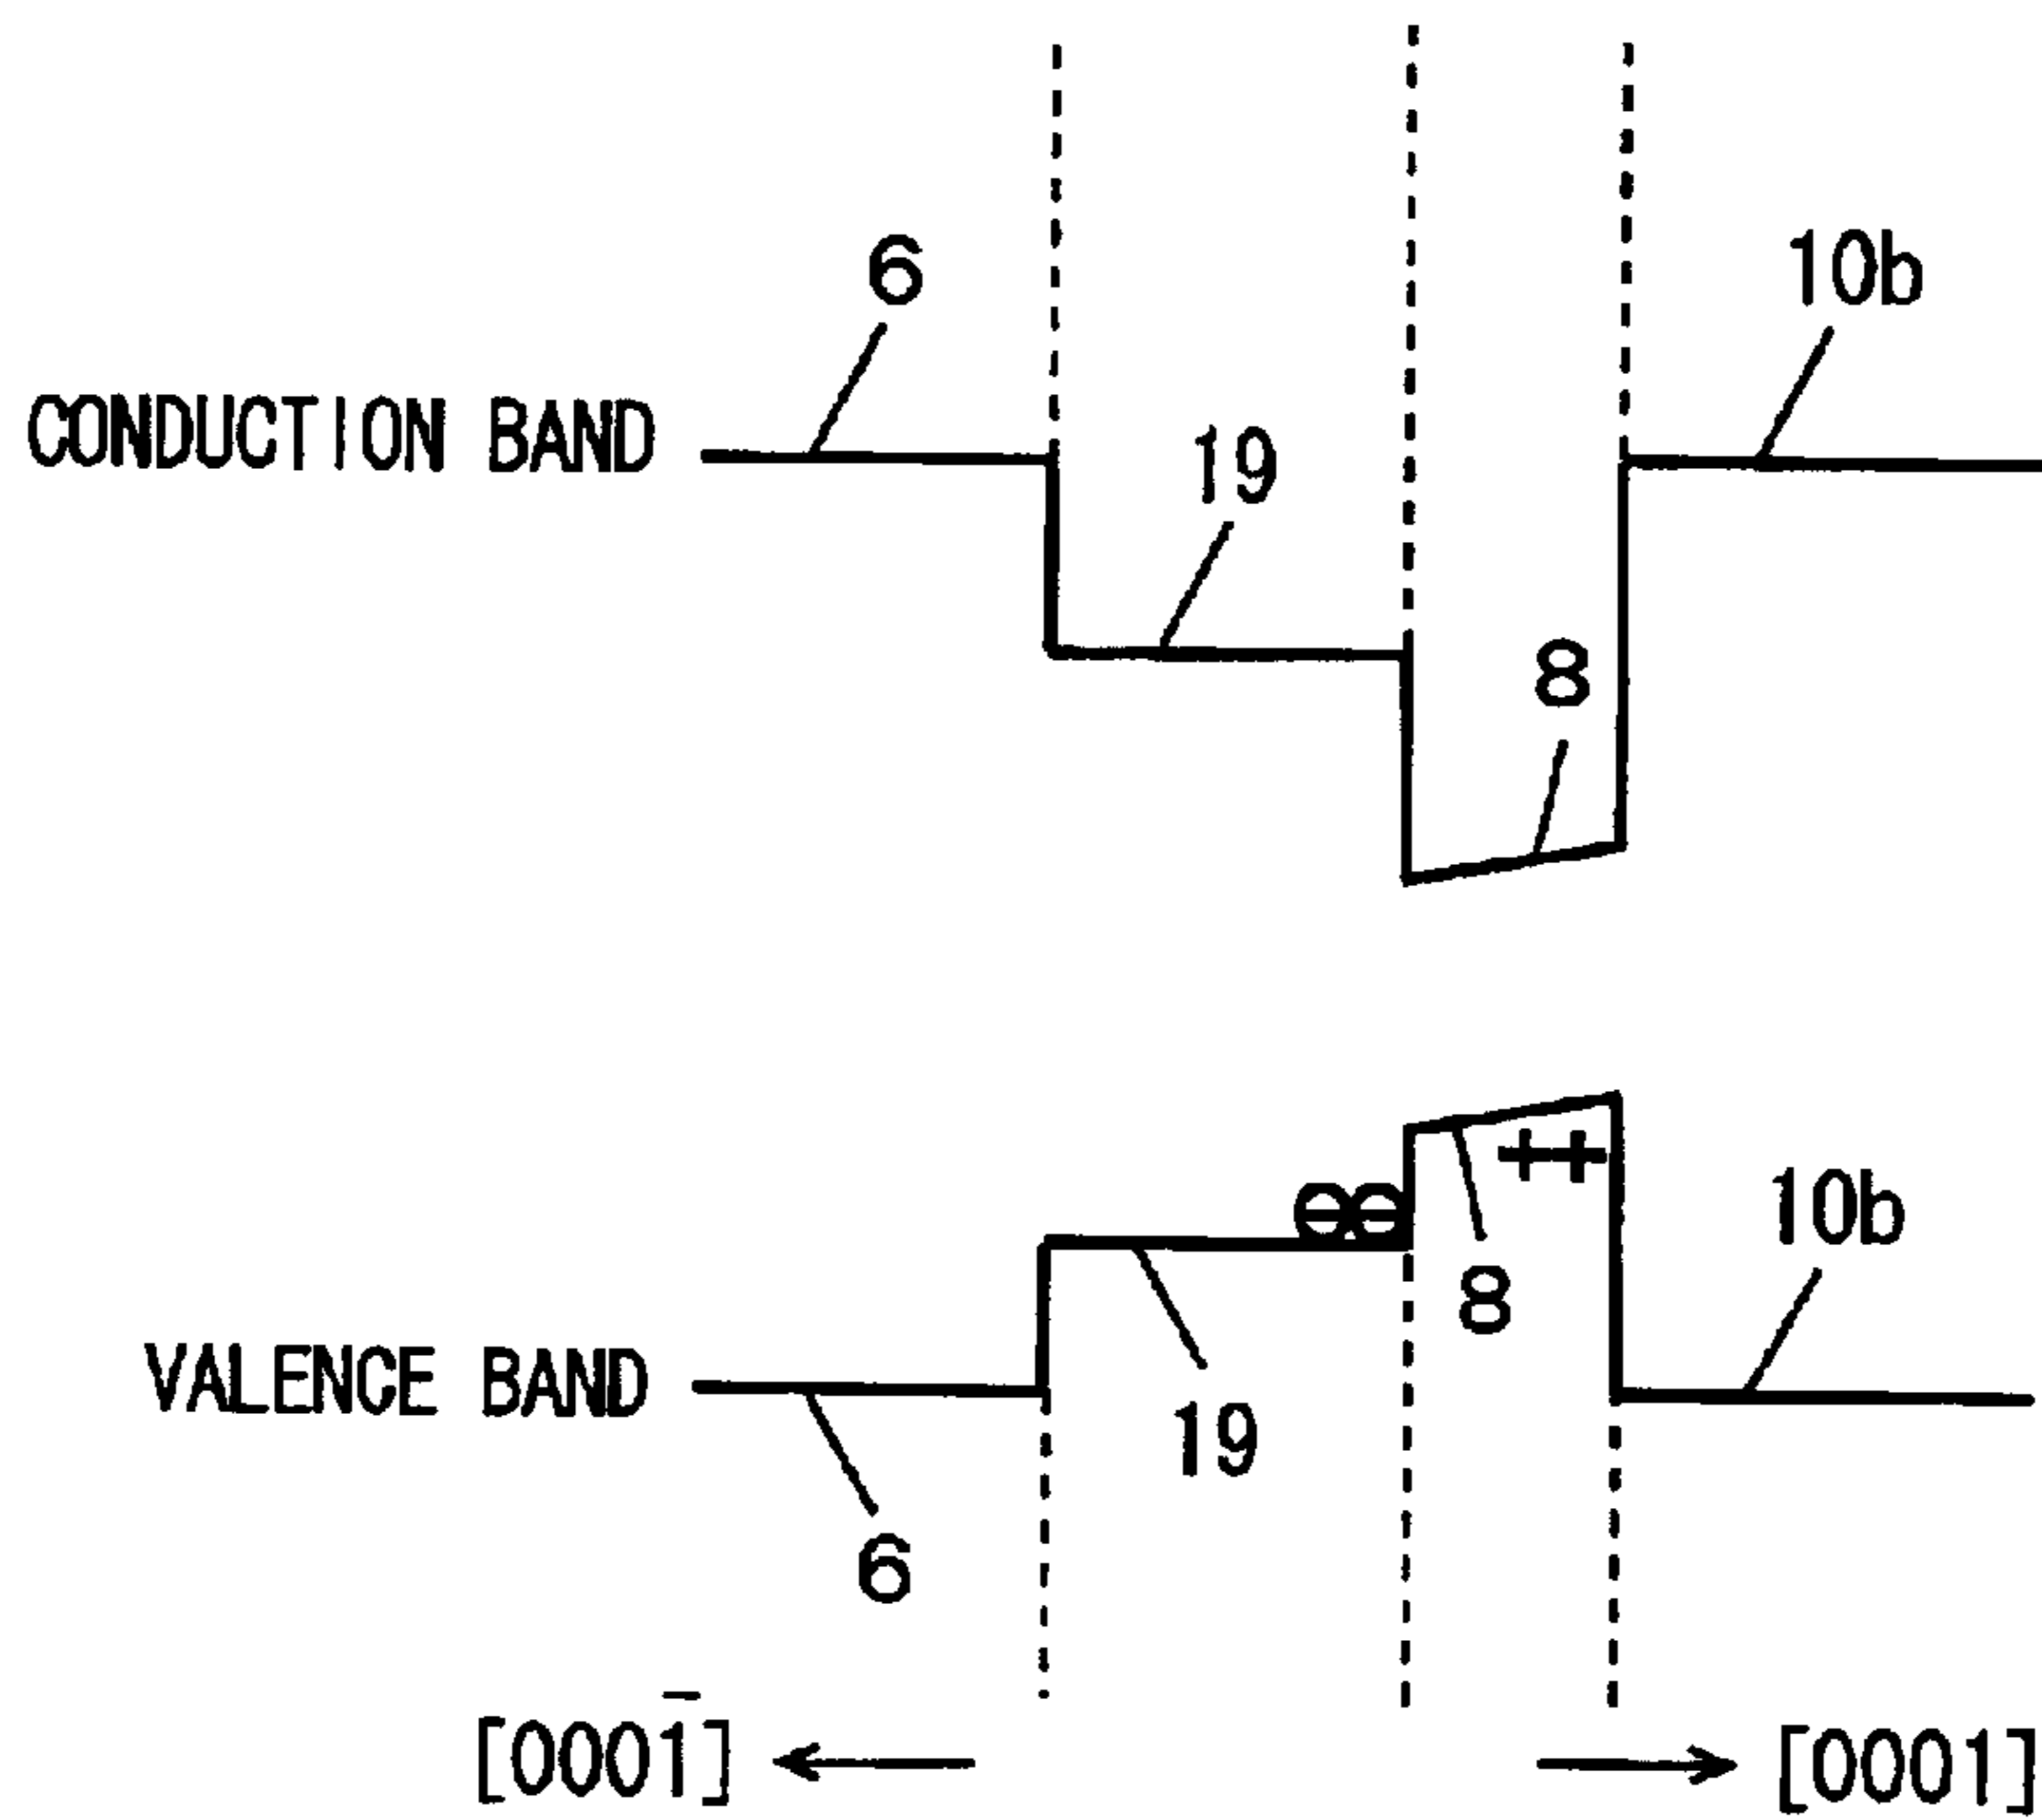 6
10b
CONDUCTION BAND
19
8
10b
8
VALENCE BAND
19
6
[0001̄]
[0001]